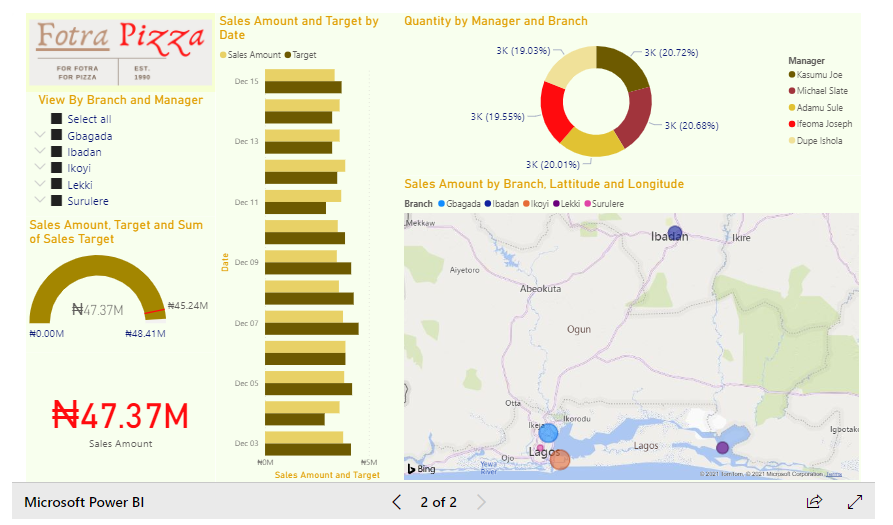 Fotra Pizza
FOR FOTRA
FOR PIZZA
EST.
1990
View By Branch and Manager
Select all
Gbagada
Ibadan
Ikoyi
Lekki
Surulere
Sales Amount, Target and Sum
of Sales Target
₦47.37M
₦45.24M
₦0.00M
₦48.41M
₦47.37M
Sales Amount
Sales Amount and Target by
Date
Sales Amount Target
Dec 15
Dec 13
Dec 11
Dec 09
Dec 07
Dec 05
Dec 03
Date
₦0M ₦5M
Sales Amount and Target
Quantity by Manager and Branch
3K (19.03%)
3K (20.72%)
3K (19.55%)
3K (20.68%)
3K (20.01%)
Manager
Kasumu Joe
Michael Slate
Adamu Sule
Ifeoma Joseph
Dupe Ishola
Sales Amount by Branch, Lattitude and Longitude
Branch Gbagada Ibadan Ikoyi Lekki Surulere
Mekkaw
Ibadan
Ikire
Aiyetoro
Abeokuta
Ogun
Otta
Ikeja
Ikorodu
Igbotak
Lagos
Lagos
Ojo
Yewa
River
Bing
© 2021 TomTom, © 2021 Microsoft Corporation Terms
Microsoft Power BI
2 of 2